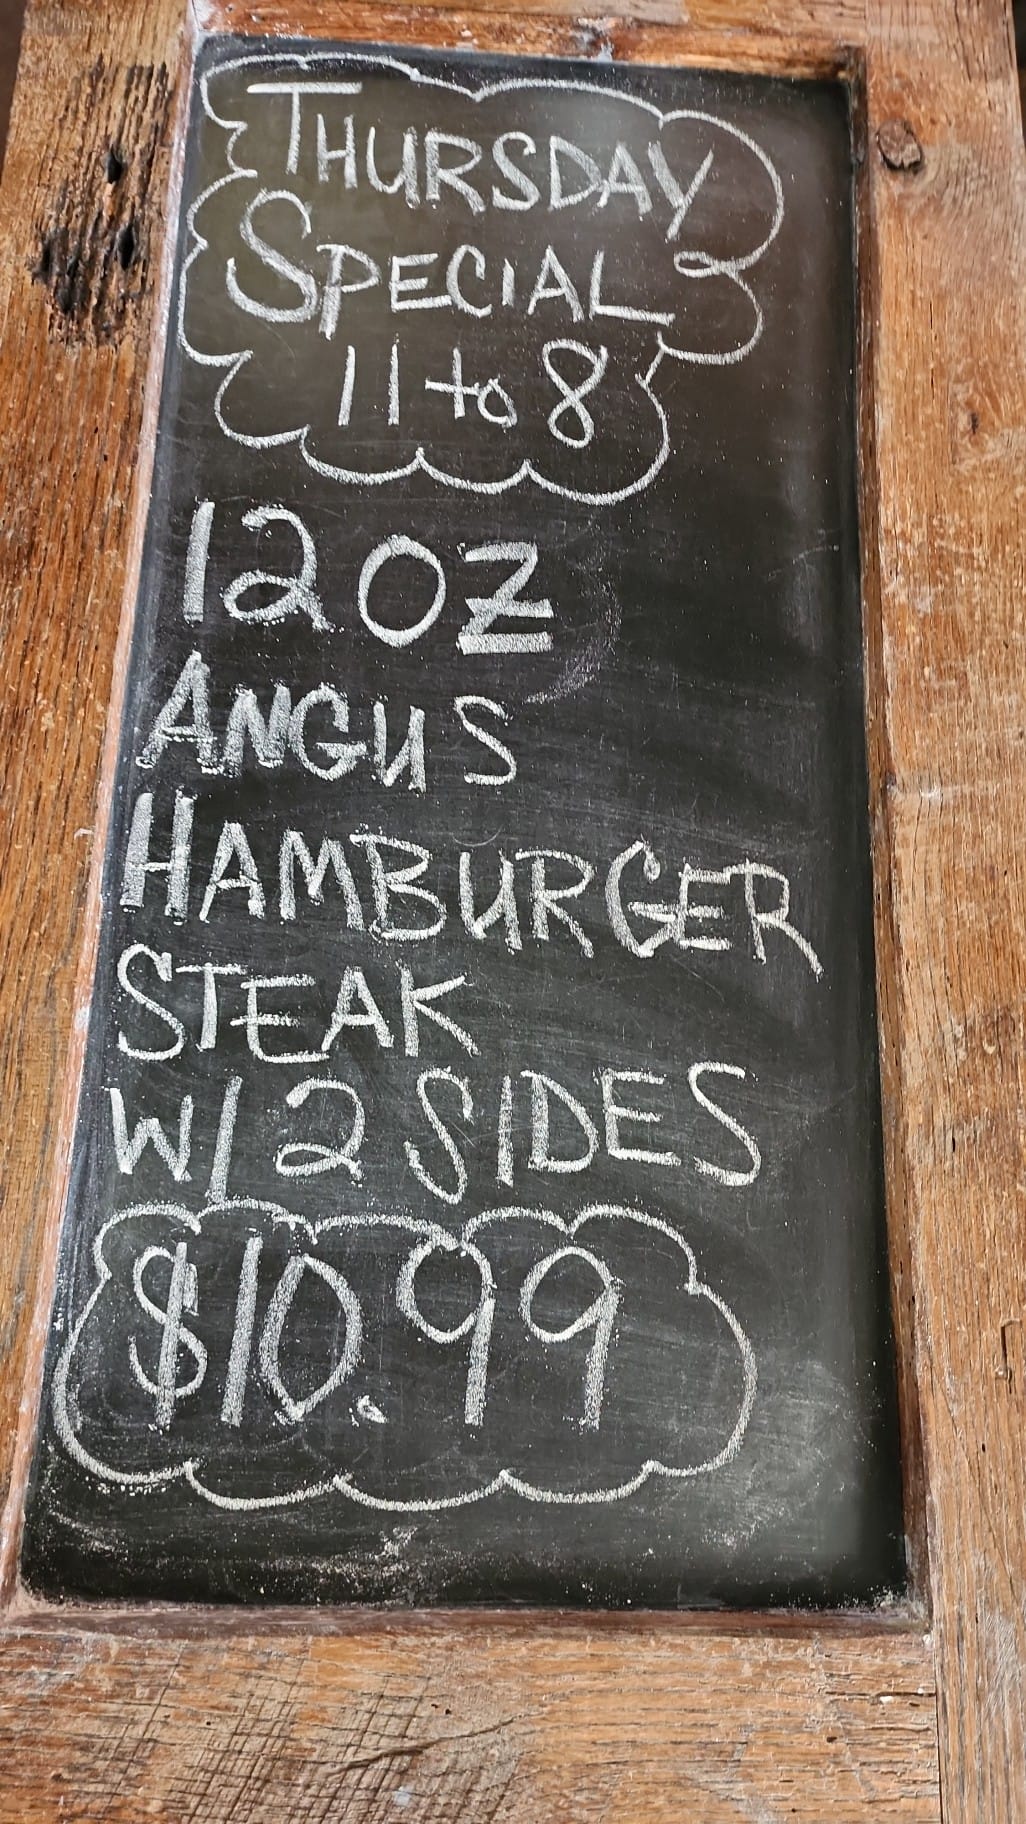 THURSDAY
SPECIAL
11 to 8
12 OZ
ANGUS
HAMBURGER
STEAK
W/ 2 SIDES
$10.99